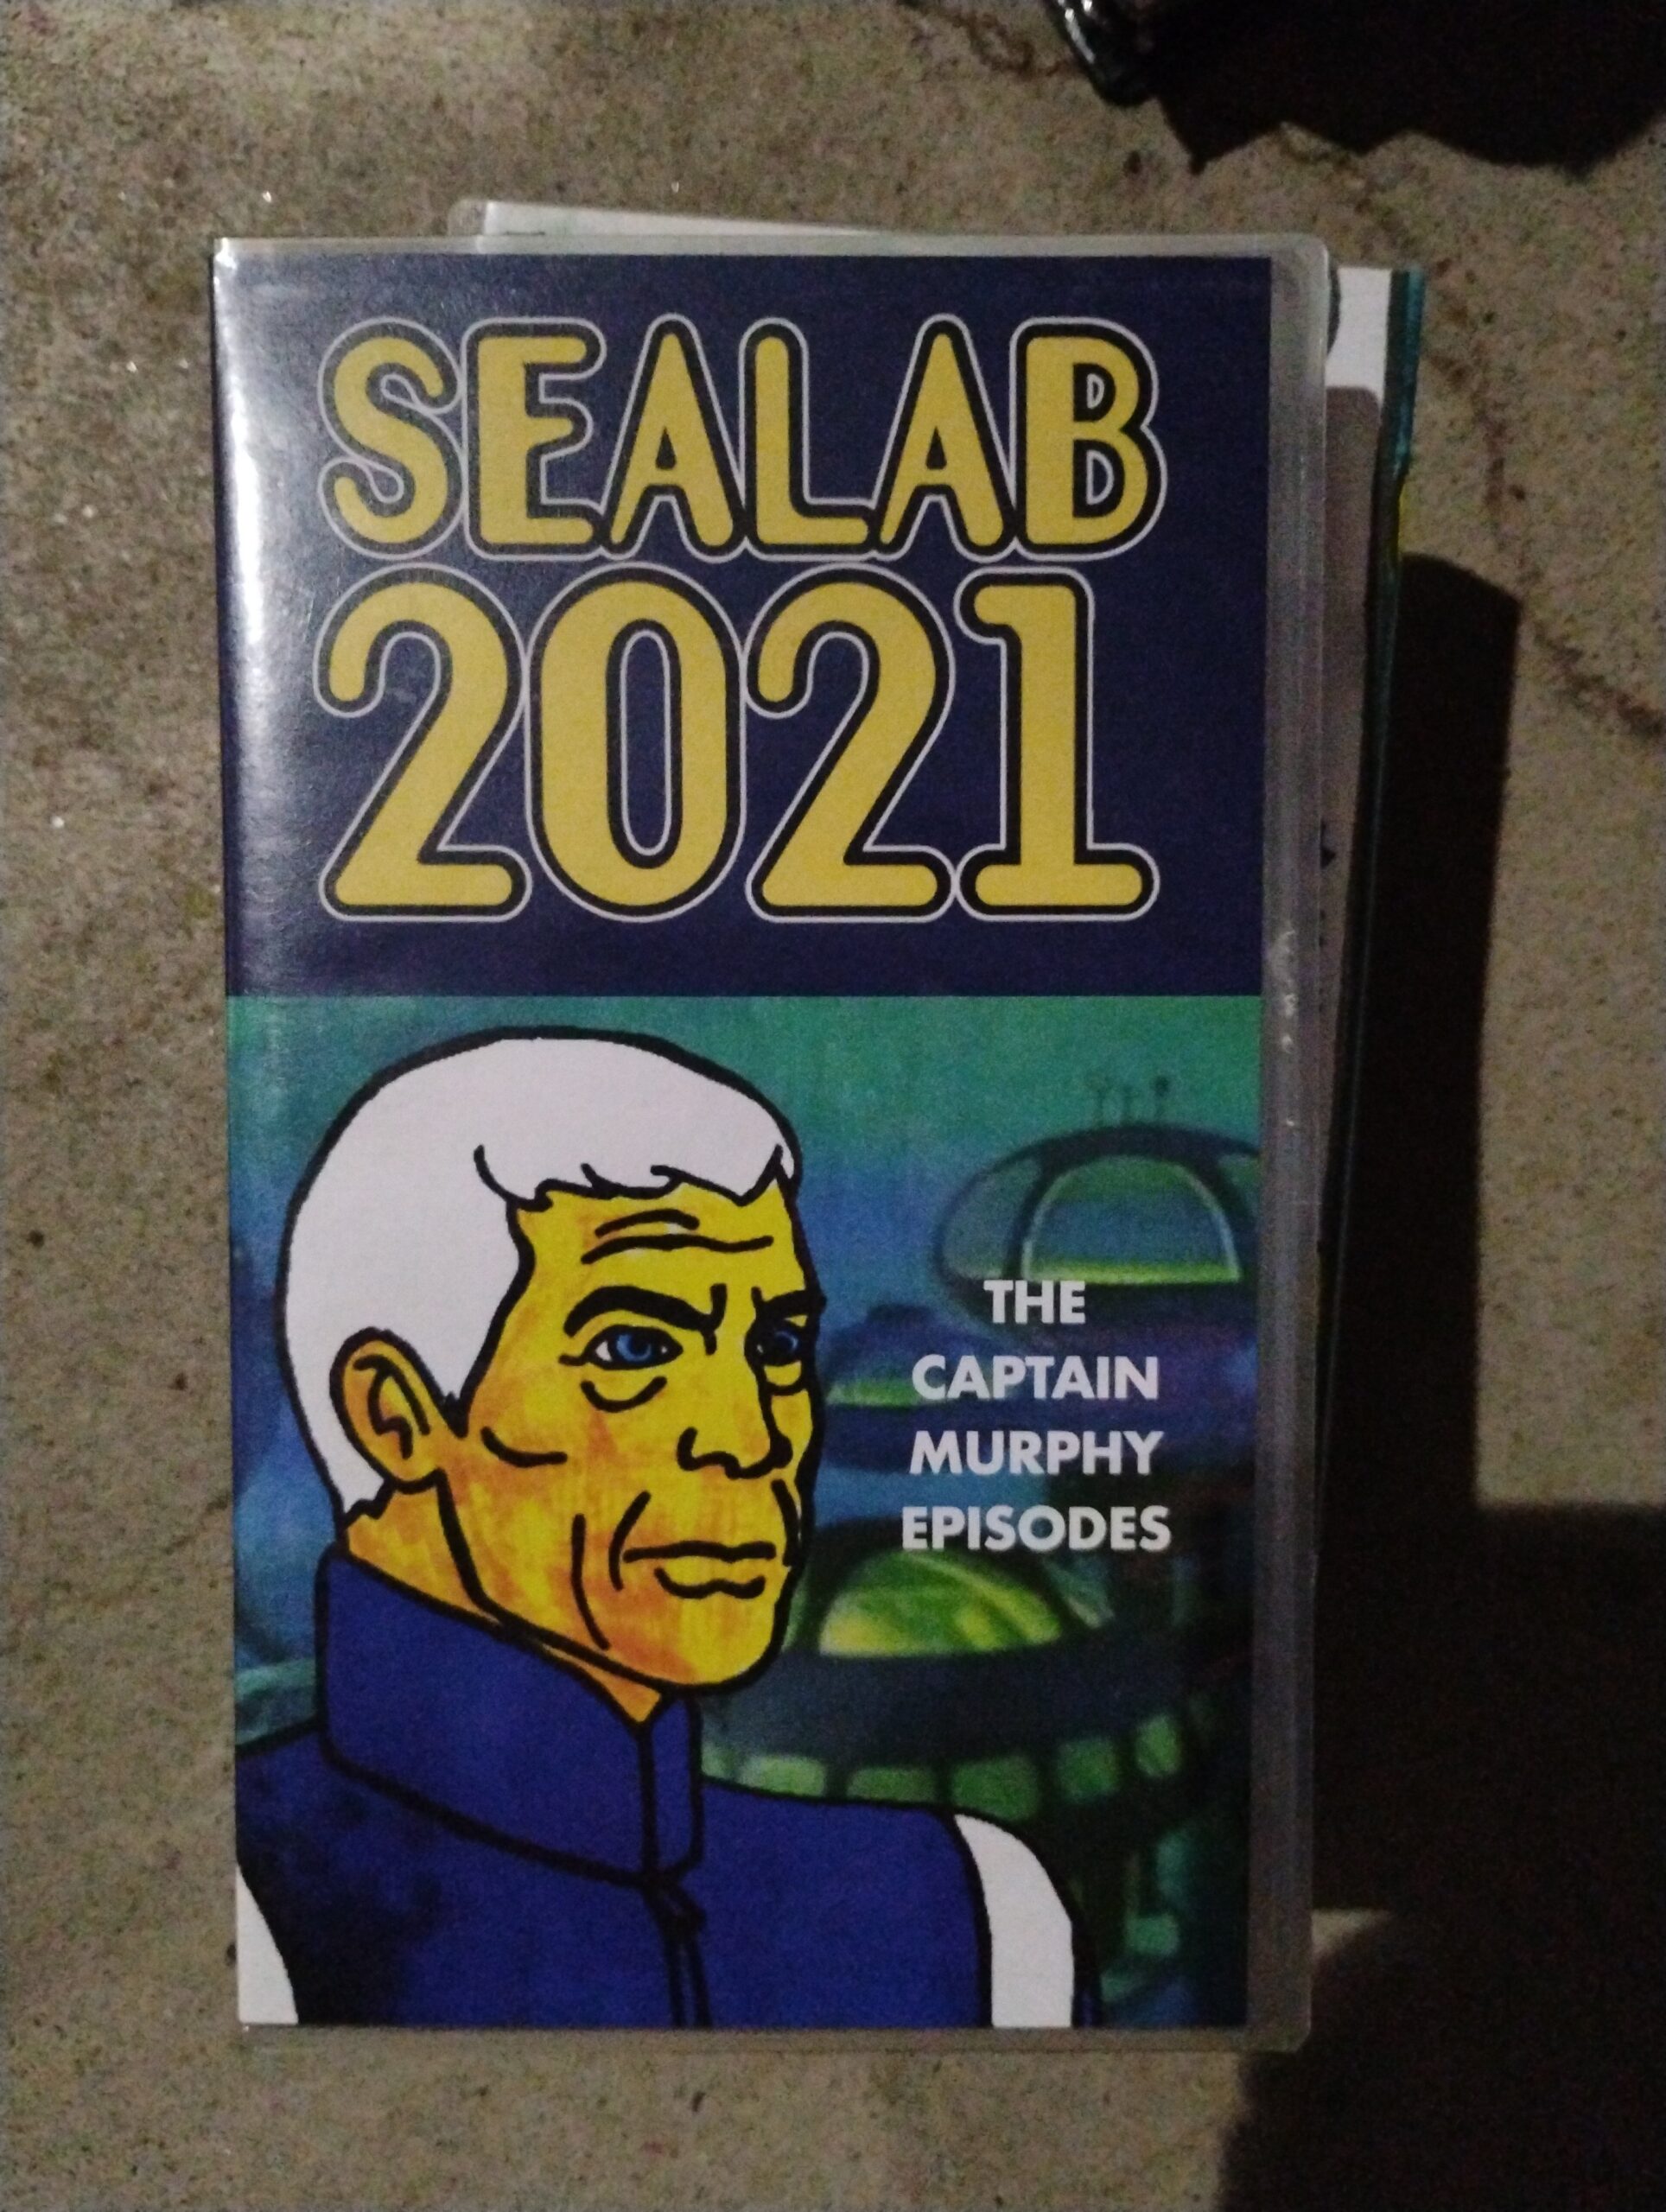 SEALAB
2021
THE
CAPTAIN
MURPHY
EPISODES